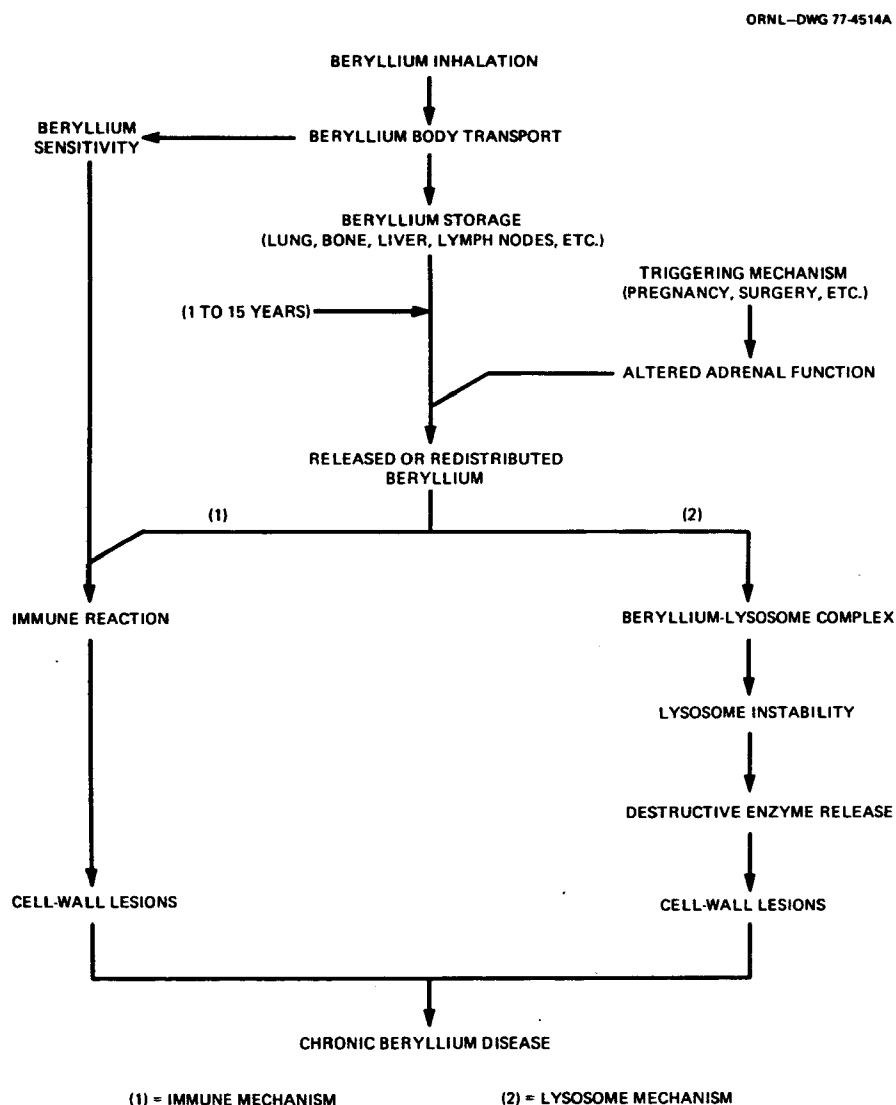 ORNL–DWG 77-4514A
BERYLLIUM INHALATION
BERYLLIUM
SENSITIVITY
BERYLLIUM BODY TRANSPORT
BERYLLIUM STORAGE
(LUNG, BONE, LIVER, LYMPH NODES, ETC.)
TRIGGERING MECHANISM
(PREGNANCY, SURGERY, ETC.)
(1 TO 15 YEARS)
ALTERED ADRENAL FUNCTION
RELEASED OR REDISTRIBUTED
BERYLLIUM
(1)
(2)
IMMUNE REACTION
BERYLLIUM-LYSOSOME COMPLEX
LYSOSOME INSTABILITY
DESTRUCTIVE ENZYME RELEASE
CELL-WALL LESIONS
CELL-WALL LESIONS
CHRONIC BERYLLIUM DISEASE
(1) = IMMUNE MECHANISM
(2) = LYSOSOME MECHANISM